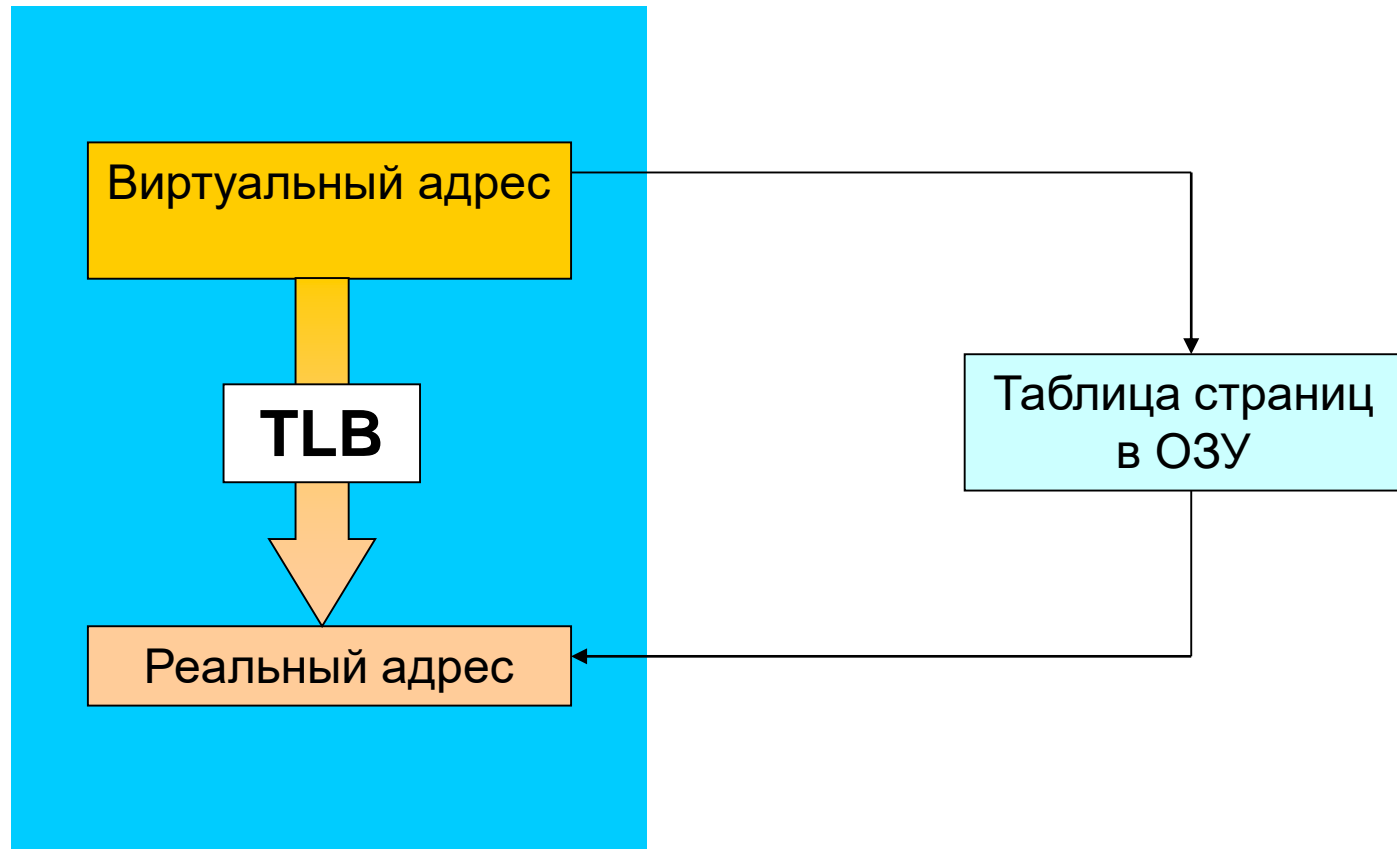 Виртуальный адрес
TLB
Таблица страниц
в ОЗУ
Реальный адрес